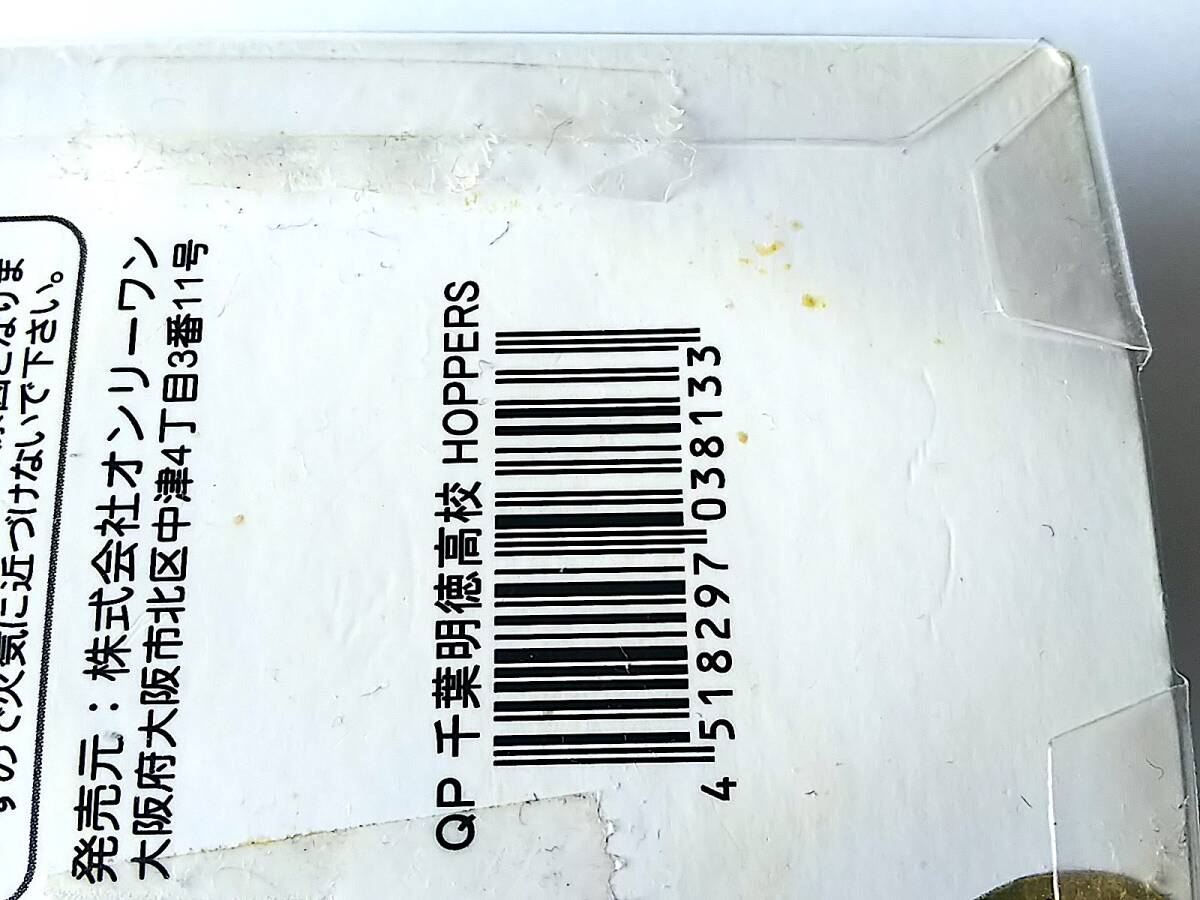 すので火気に近づけないで下さい。
発売元：株式会社オンリーワン
大阪府大阪市北区中津4丁目3番11号
QP 千葉明徳高校 HOPPERS
4 518297 038133